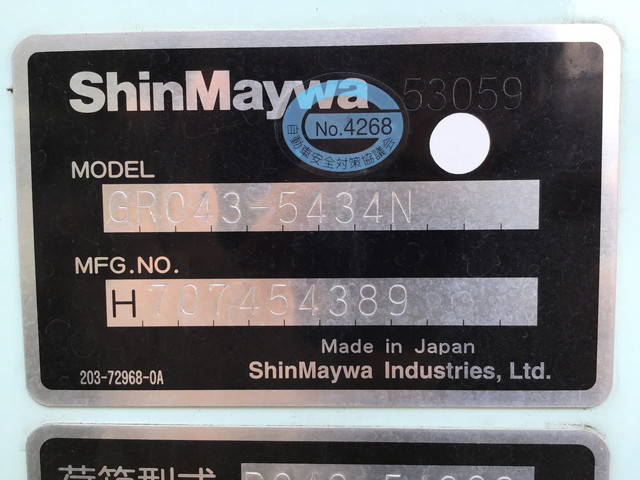 ShinMaywa 53059
No.4268
自動車安全対策協議会
MODEL
GR043-5434N
MFG.NO.
H707454389
Made in Japan
203-72968-0A
ShinMaywa Industries, Ltd.
荷箱型式